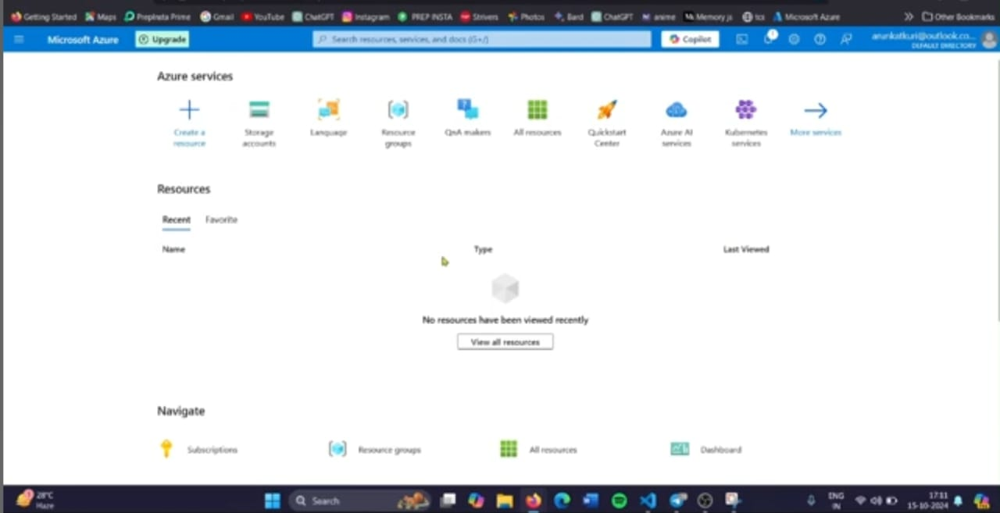 Getting Started Maps PrepInsta Prime Gmail YouTube ChatGPT Instagram PREP INSTA Strivers Photos Bard ChatGPT anime Memory js tcs Microsoft Azure Other Bookmarks
Microsoft Azure Upgrade Search resources, services, and docs (G+/) Copilot arunkatkuri@outlook.co...
DEFAULT DIRECTORY
Azure services
Create a resource
Storage accounts
Language
Resource groups
QnA makers
All resources
Quickstart Center
Azure AI services
Kubernetes services
More services
Resources
Recent Favorite
Name Type Last Viewed
No resources have been viewed recently
View all resources
Navigate
Subscriptions Resource groups All resources Dashboard
28°C
Haze
Search
ENG
IN
17:11
15-10-2024